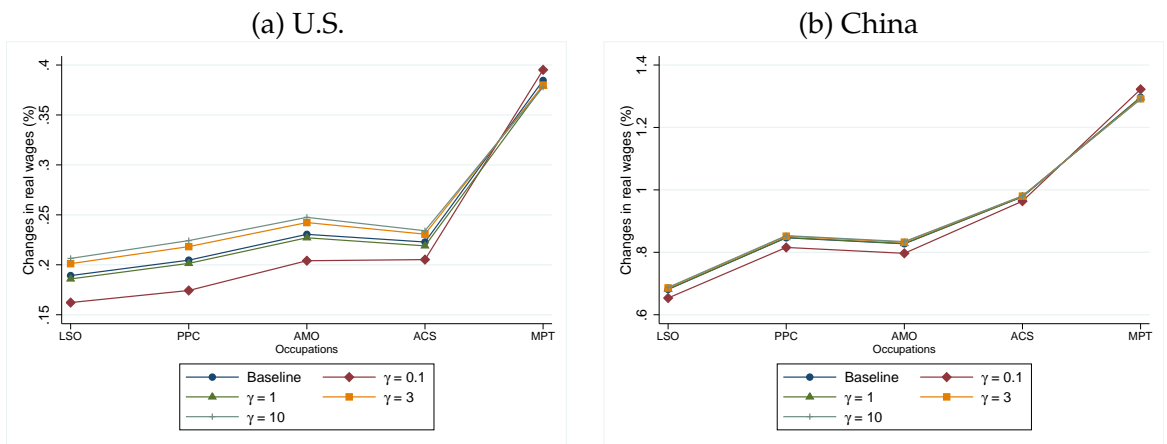 (a) U.S.
Changes in real wages (%)
.4
.35
.3
.25
.2
.15
LSO PPC AMO ACS MPT
Occupations
Baseline γ = 0.1
γ = 1 γ = 3
γ = 10
(b) China
Changes in real wages (%)
1.4
1.2
1
.8
.6
LSO PPC AMO ACS MPT
Occupations
Baseline γ = 0.1
γ = 1 γ = 3
γ = 10